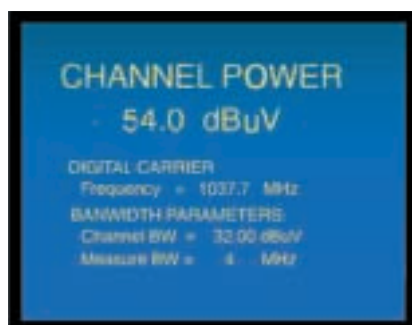 CHANNEL POWER
54.0 dBuV
DIGITAL CARRIER
Frequency = 1037.7 MHz
BANWIDTH PARAMETERS:
Channel BW = 32.00 dBuV
Measure BW = 4 MHz